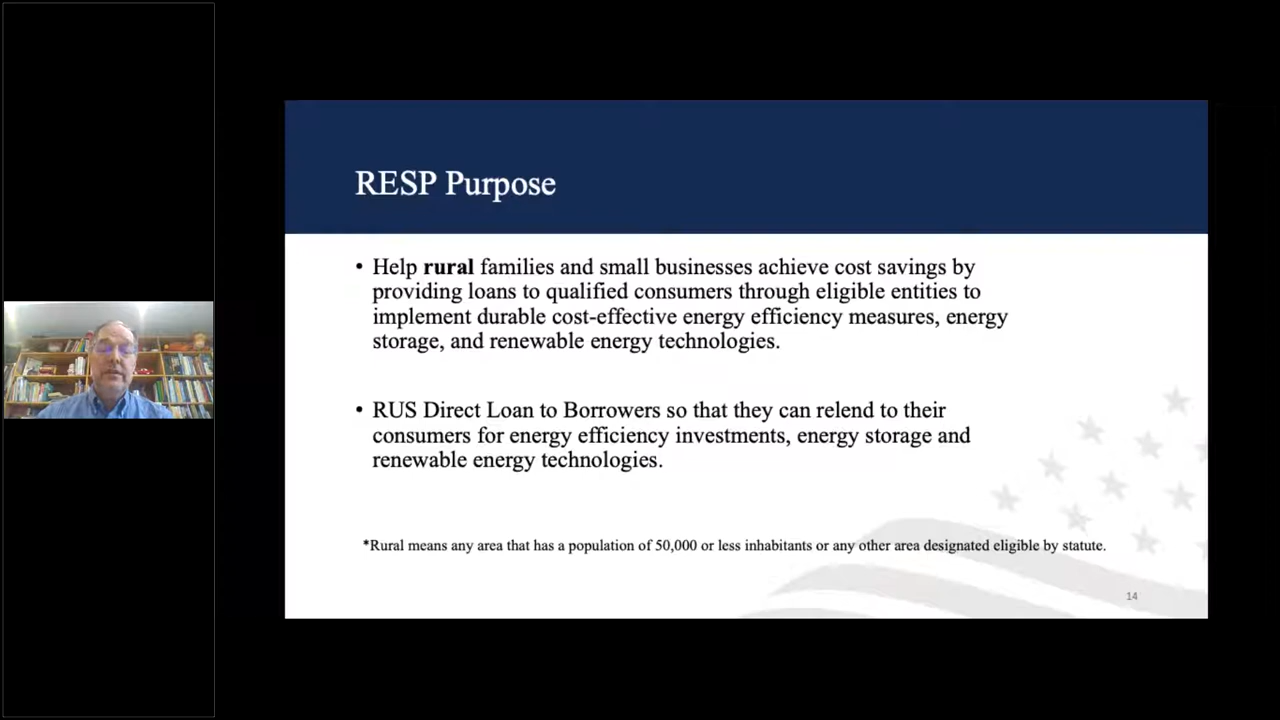 RESP Purpose
• Help rural families and small businesses achieve cost savings by
providing loans to qualified consumers through eligible entities to
implement durable cost-effective energy efficiency measures, energy
storage, and renewable energy technologies.
• RUS Direct Loan to Borrowers so that they can relend to their
consumers for energy efficiency investments, energy storage and
renewable energy technologies.
*Rural means any area that has a population of 50,000 or less inhabitants or any other area designated eligible by statute.
14